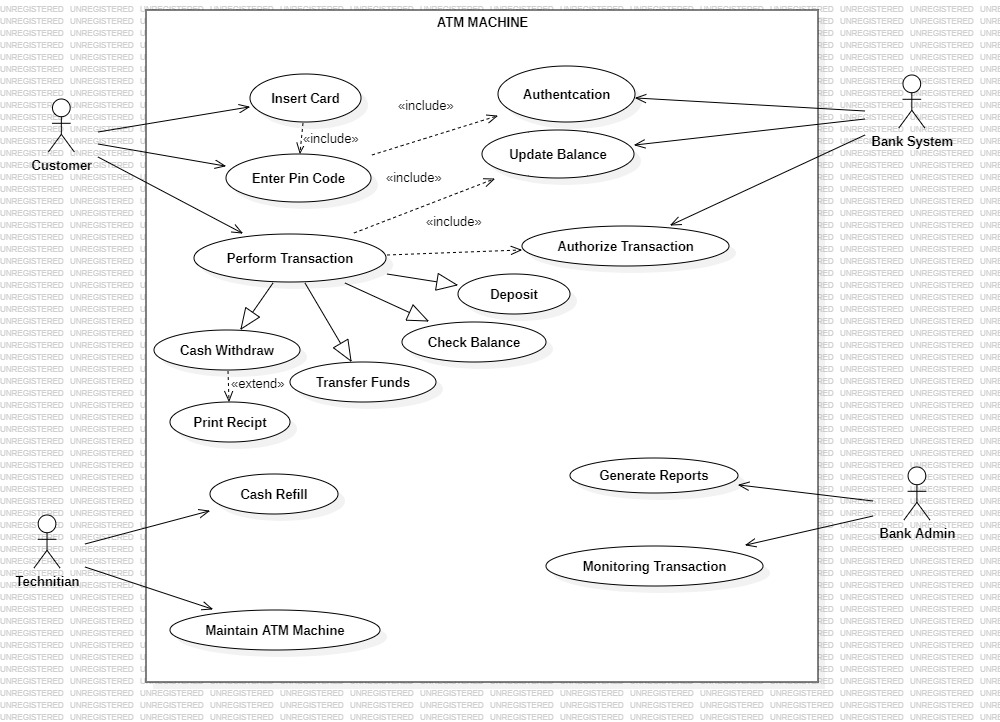 ATM MACHINE
Insert Card
«include»
Authentcation
«include»
Customer
Enter Pin Code
«include»
Update Balance
Bank System
«include»
Perform Transaction
Authorize Transaction
Deposit
Cash Withdraw
Check Balance
«extend»
Transfer Funds
Print Recipt
Cash Refill
Generate Reports
Bank Admin
Technitian
Monitoring Transaction
Maintain ATM Machine
UNREGISTERED